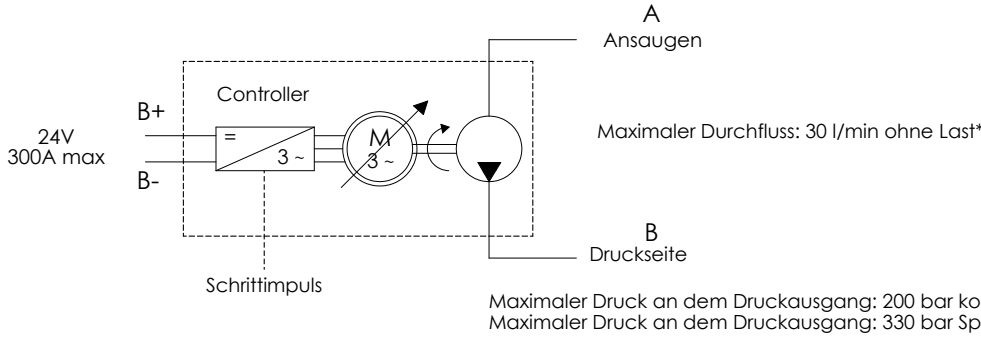 A
Ansaugen
Controller
B+
24V
300A max
B-
=
3 ~
M
3 ~
Maximaler Durchfluss: 30 l/min ohne Last*
B
Druckseite
Schrittimpuls
Maximaler Druck an dem Druckausgang: 200 bar ko
Maximaler Druck an dem Druckausgang: 330 bar Sp